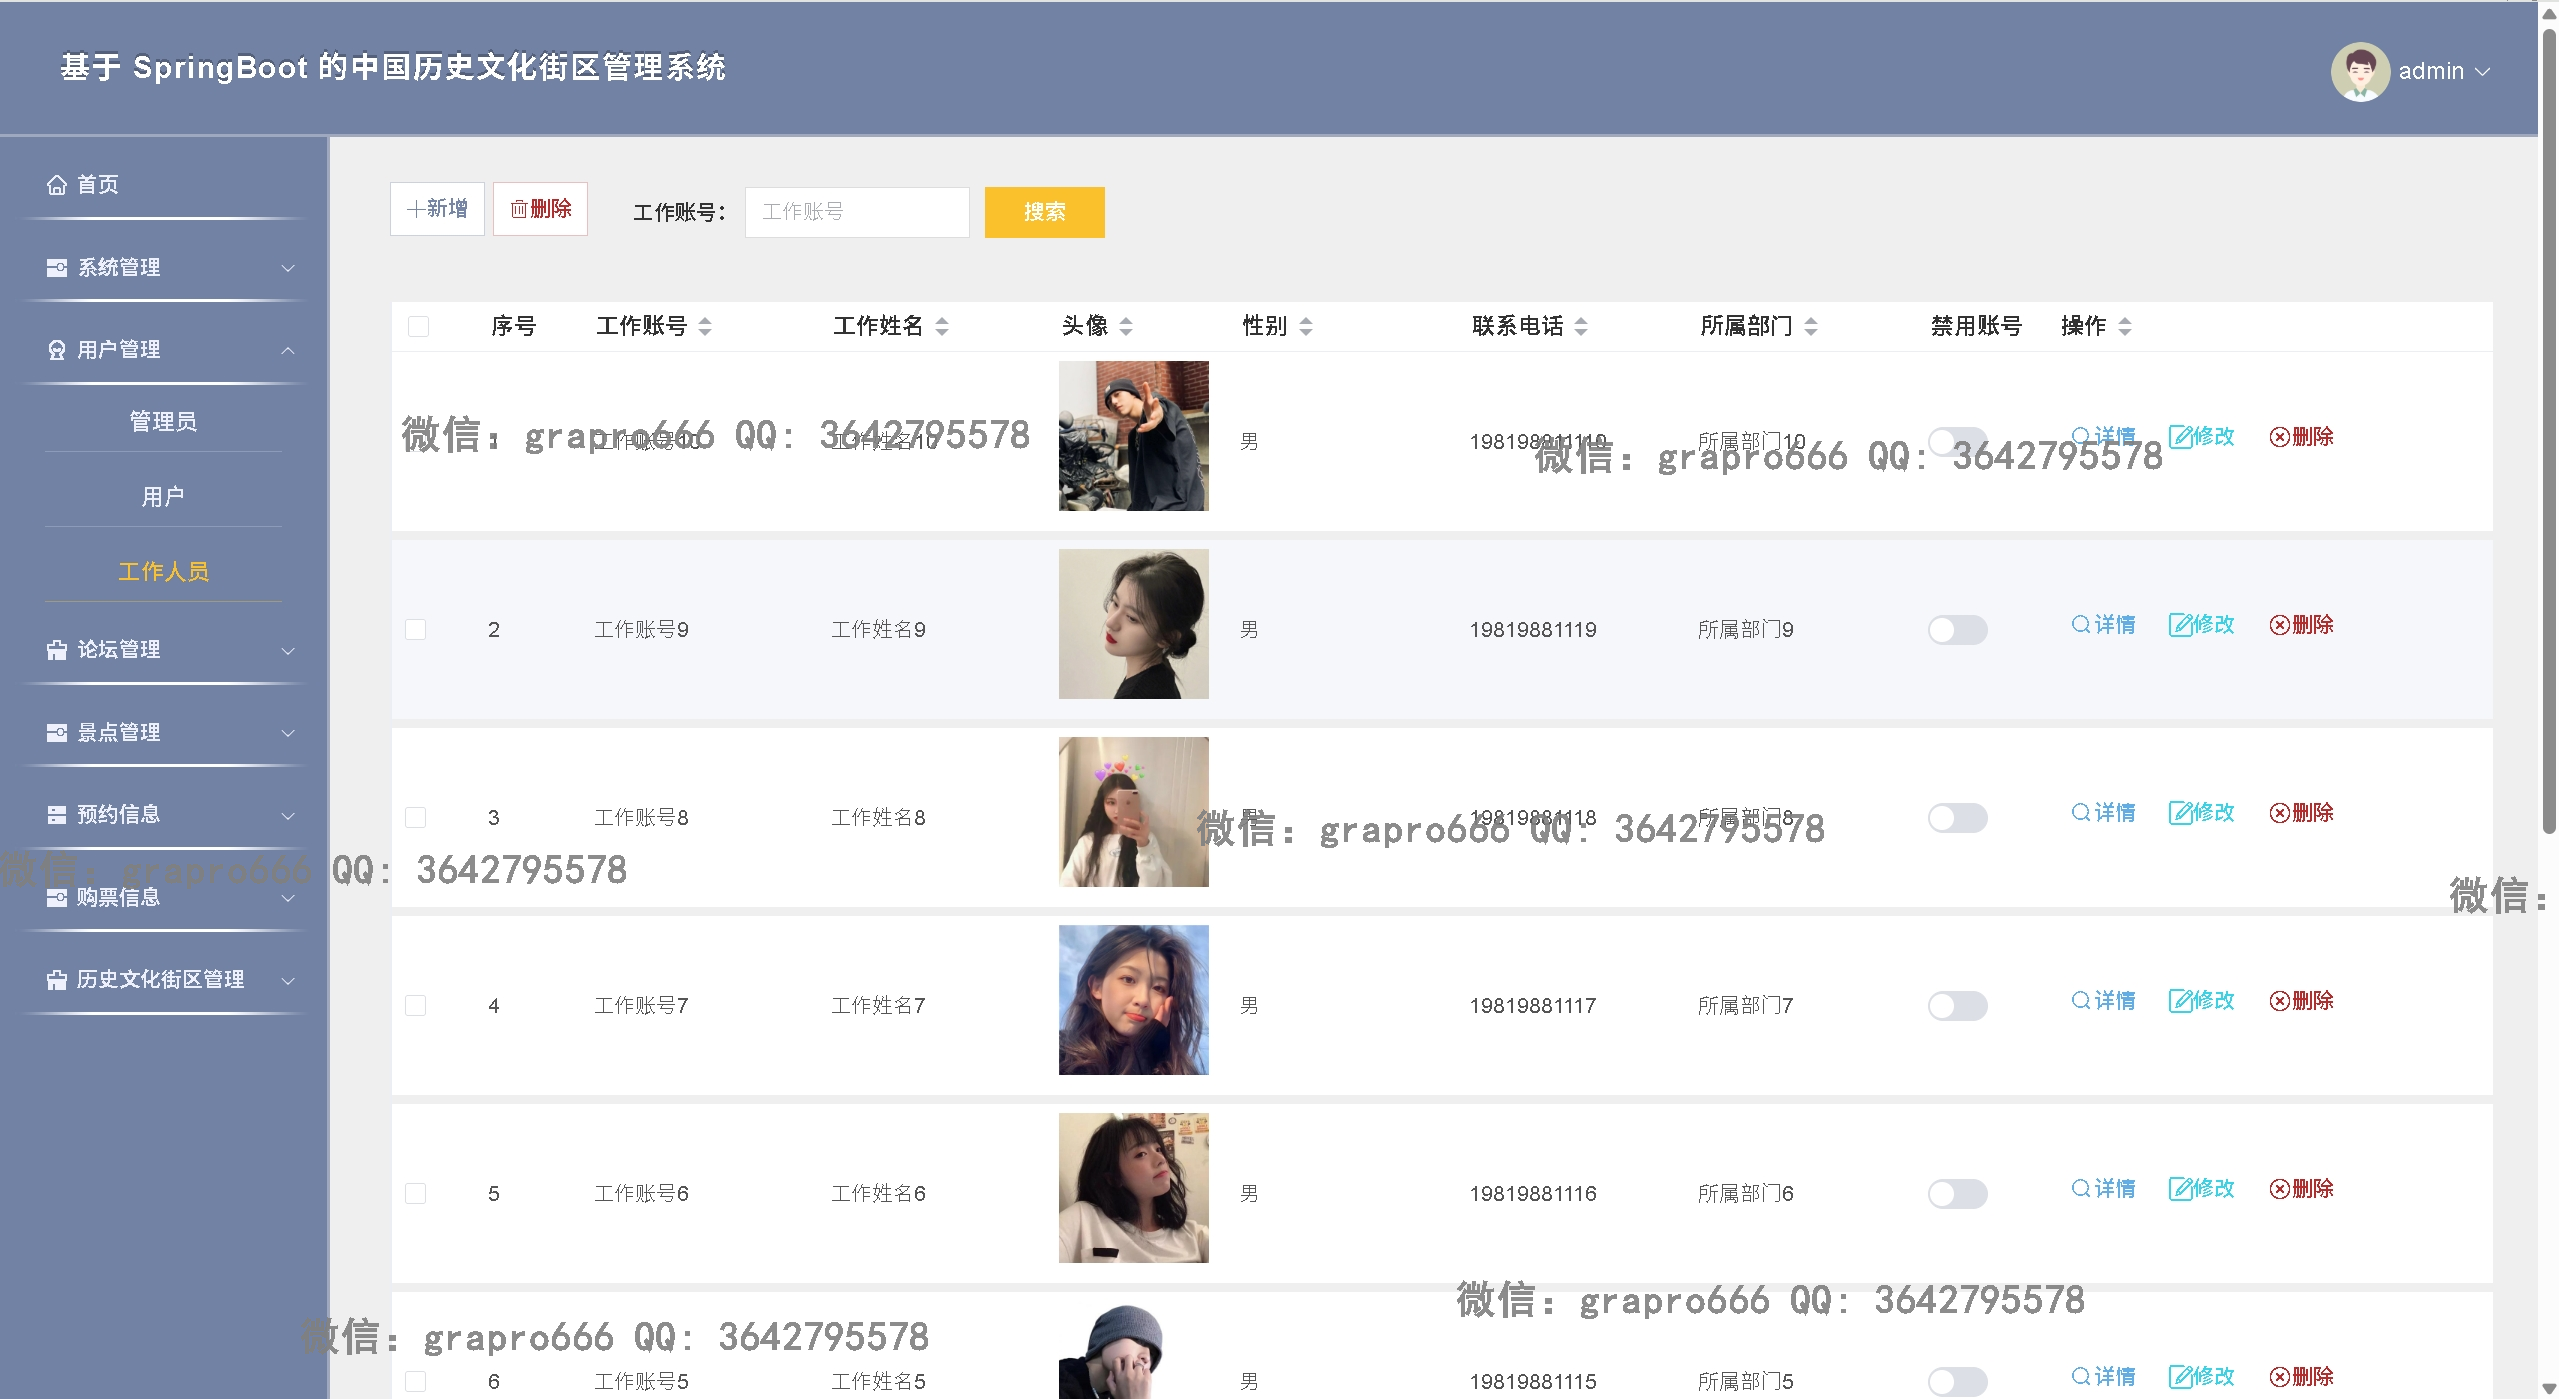 基于 SpringBoot 的中国历史文化街区管理系统
admin
首页
系统管理
用户管理
管理员
用户
工作人员
论坛管理
景点管理
预约信息
购票信息
历史文化街区管理
新增 删除 工作账号： 工作账号 搜索
序号 工作账号 工作姓名 头像 性别 联系电话 所属部门 禁用账号 操作
1 工作账号10 工作姓名10 男 19819881110 所属部门10 详情 修改 删除
微信： grapro666 QQ： 3642795578
微信： grapro666 QQ： 3642795578
2 工作账号9 工作姓名9 男 19819881119 所属部门9 详情 修改 删除
3 工作账号8 工作姓名8 男 19819881118 所属部门8 详情 修改 删除
微信： grapro666 QQ： 3642795578
微信： grapro666 QQ： 3642795578
微信：
4 工作账号7 工作姓名7 男 19819881117 所属部门7 详情 修改 删除
5 工作账号6 工作姓名6 男 19819881116 所属部门6 详情 修改 删除
微信： grapro666 QQ： 3642795578
微信： grapro666 QQ： 3642795578
6 工作账号5 工作姓名5 男 19819881115 所属部门5 详情 修改 删除